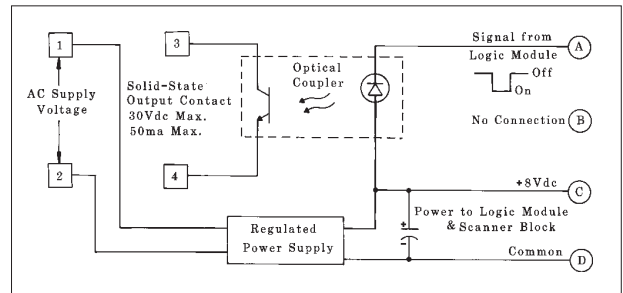 1
3
Signal from
A
Logic Module
Off
On
Optical
Coupler
AC Supply
Voltage
Solid-State
Output Contact
30Vdc Max.
50ma Max.
No Connection
B
2
4
+8Vdc
C
Regulated
Power Supply
+
-
Power to Logic Module
& Scanner Block
Common
D